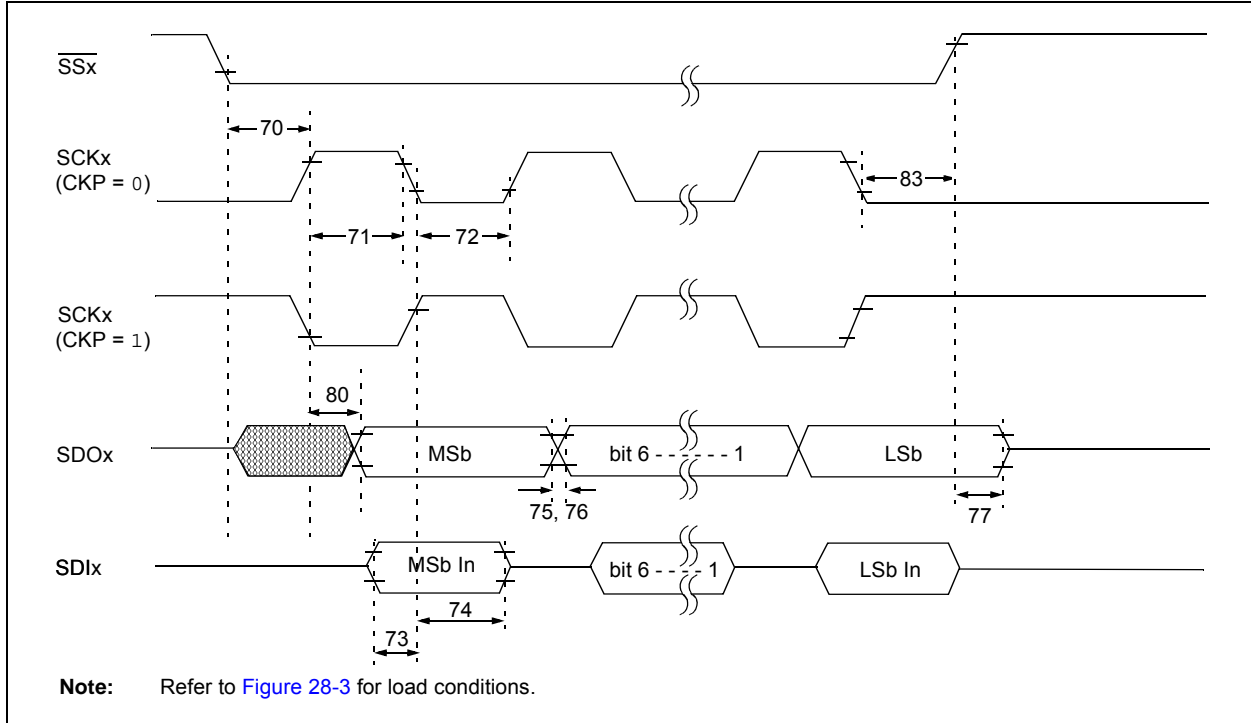 SSx
70
SCKx
(CKP = 0)
83
71
72
SCKx
(CKP = 1)
80
SDOx
MSb
bit 6 - - - - - - 1
LSb
75, 76
77
SDIx
MSb In
bit 6 - - - - 1
LSb In
74
73
Note: Refer to Figure 28-3 for load conditions.